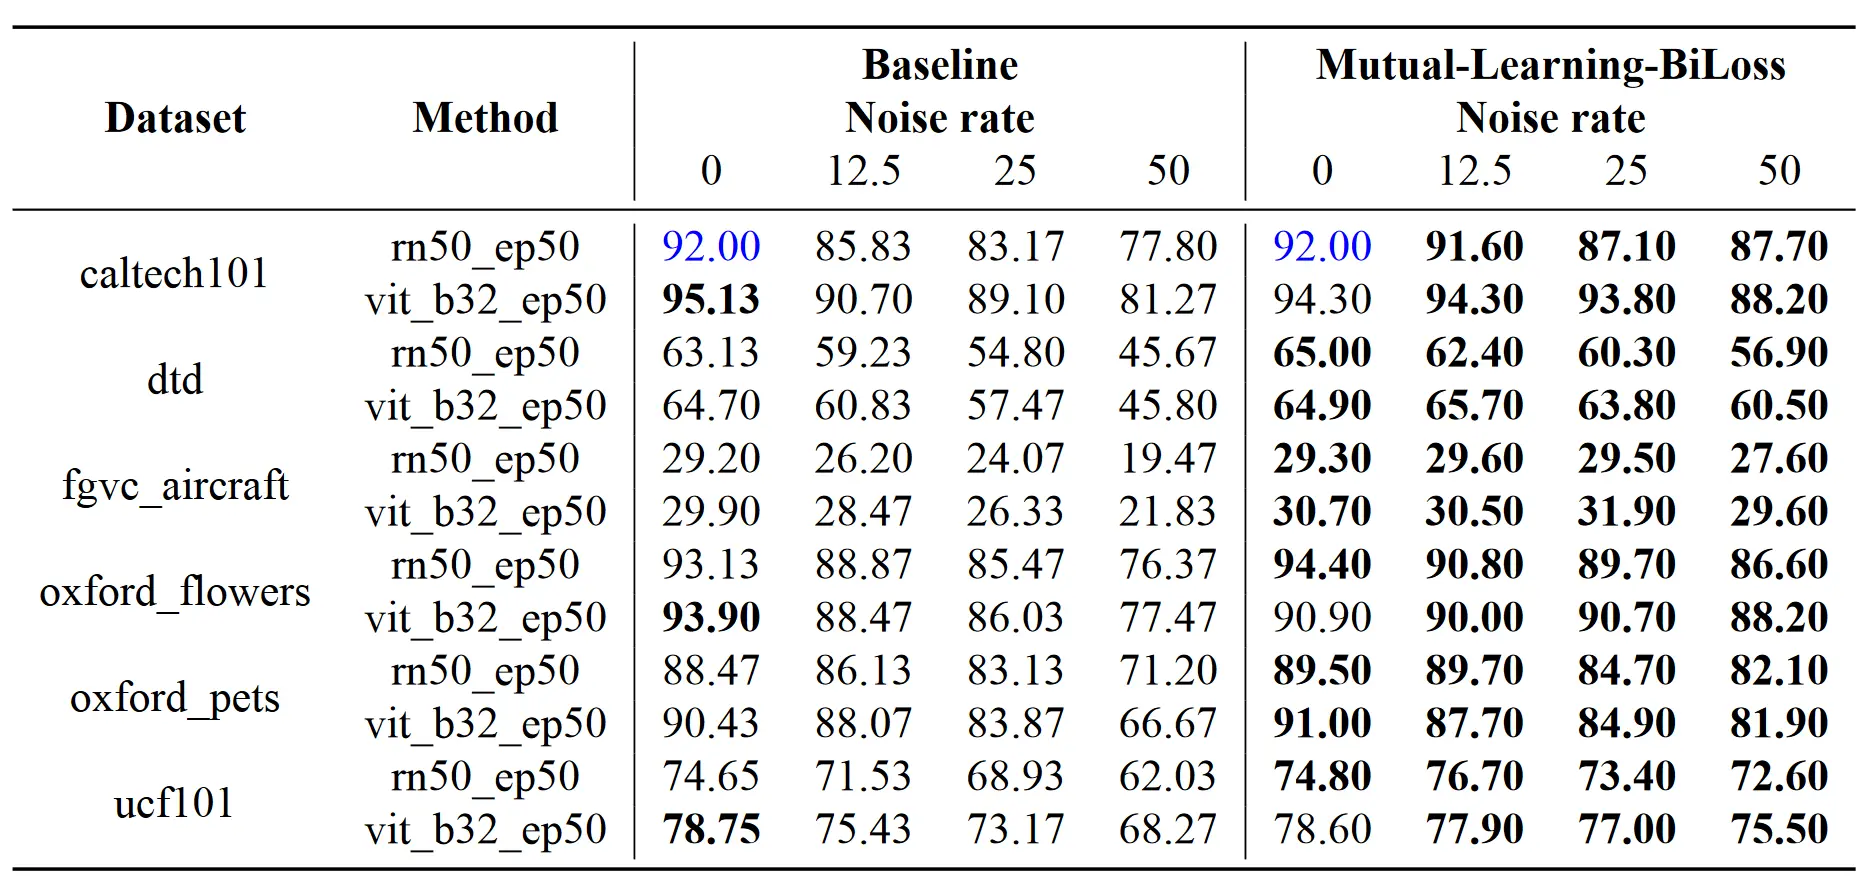 Baseline Mutual-Learning-BiLoss
Dataset Method Noise rate Noise rate
0 12.5 25 50 0 12.5 25 50
caltech101 rn50_ep50 92.00 85.83 83.17 77.80 92.00 91.60 87.10 87.70
vit_b32_ep50 95.13 90.70 89.10 81.27 94.30 94.30 93.80 88.20
dtd rn50_ep50 63.13 59.23 54.80 45.67 65.00 62.40 60.30 56.90
vit_b32_ep50 64.70 60.83 57.47 45.80 64.90 65.70 63.80 60.50
fgvc_aircraft rn50_ep50 29.20 26.20 24.07 19.47 29.30 29.60 29.50 27.60
vit_b32_ep50 29.90 28.47 26.33 21.83 30.70 30.50 31.90 29.60
oxford_flowers rn50_ep50 93.13 88.87 85.47 76.37 94.40 90.80 89.70 86.60
vit_b32_ep50 93.90 88.47 86.03 77.47 90.90 90.00 90.70 88.20
oxford_pets rn50_ep50 88.47 86.13 83.13 71.20 89.50 89.70 84.70 82.10
vit_b32_ep50 90.43 88.07 83.87 66.67 91.00 87.70 84.90 81.90
ucf101 rn50_ep50 74.65 71.53 68.93 62.03 74.80 76.70 73.40 72.60
vit_b32_ep50 78.75 75.43 73.17 68.27 78.60 77.90 77.00 75.50